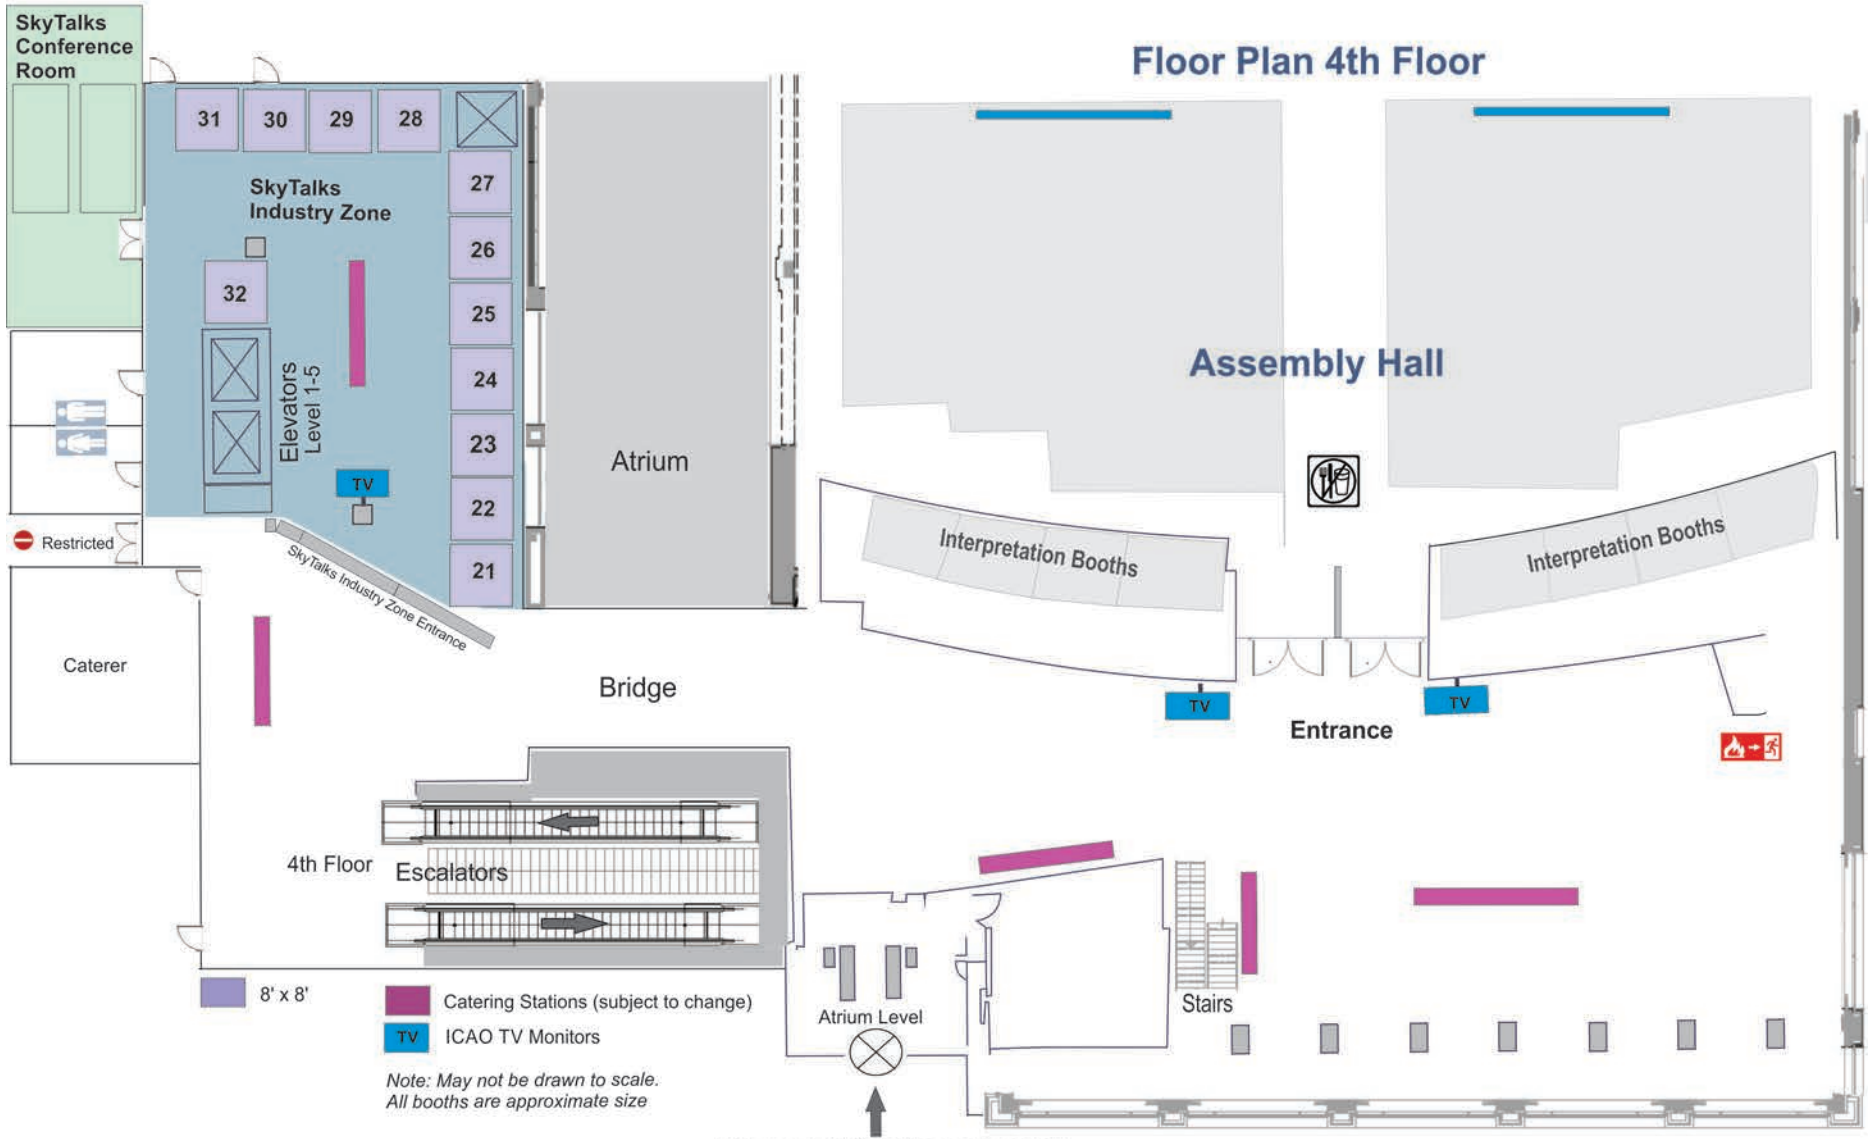 SkyTalks
Conference
Room
Floor Plan 4th Floor
31
30
29
28
27
SkyTalks
Industry Zone
26
32
25
24
Elevators
Level 1-5
23
TV
22
21
Restricted
SkyTalks Industry Zone Entrance
Atrium
Assembly Hall
Interpretation Booths
Interpretation Booths
Caterer
Bridge
TV
TV
Entrance
4th Floor
Escalators
8' x 8'
Catering Stations (subject to change)
TV
ICAO TV Monitors
Note: May not be drawn to scale.
All booths are approximate size
Atrium Level
Stairs